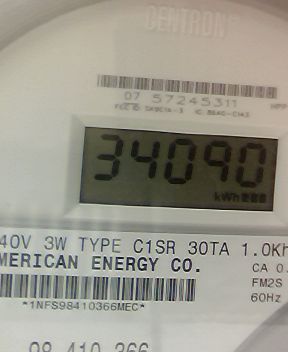 CENTRON®
07 57245311
34090
kWh
40V 3W TYPE C1SR 30TA 1.0Kh
MERICAN ENERGY CO.
CA 0.
FM2S
60Hz
*1NFS98410366MEC*
98 410 366